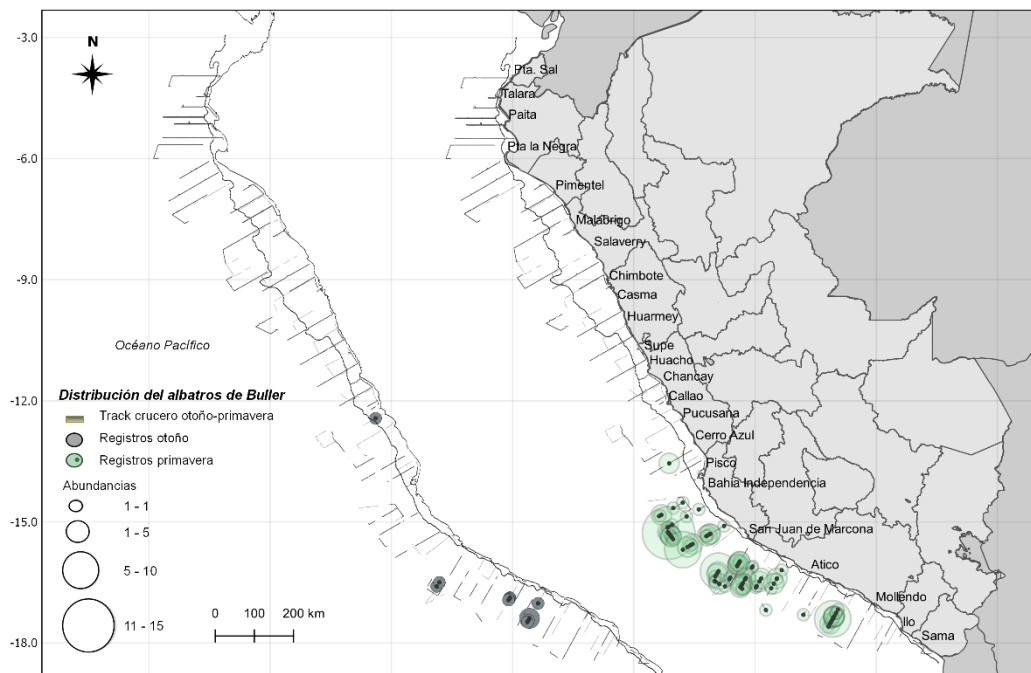 N
-3.0
-6.0
-9.0
-12.0
-15.0
-18.0
Pta. Sal
Talara
Paita
Pta la Negra
Pimentel
Malabrigo
Salaverry
Chimbote
Casma
Huarmey
Supe
Huacho
Chancay
Callao
Pucusana
Cerro Azul
Pisco
Bahía Independencia
San Juan de Marcona
Atico
Mollendo
Ilo
Sama
Océano Pacífico
Distribución del albatros de Buller
Track crucero otoño-primavera
Registros otoño
Registros primavera
Abundancias
1 - 1
1 - 5
5 - 10
11 - 15
0 100 200 km